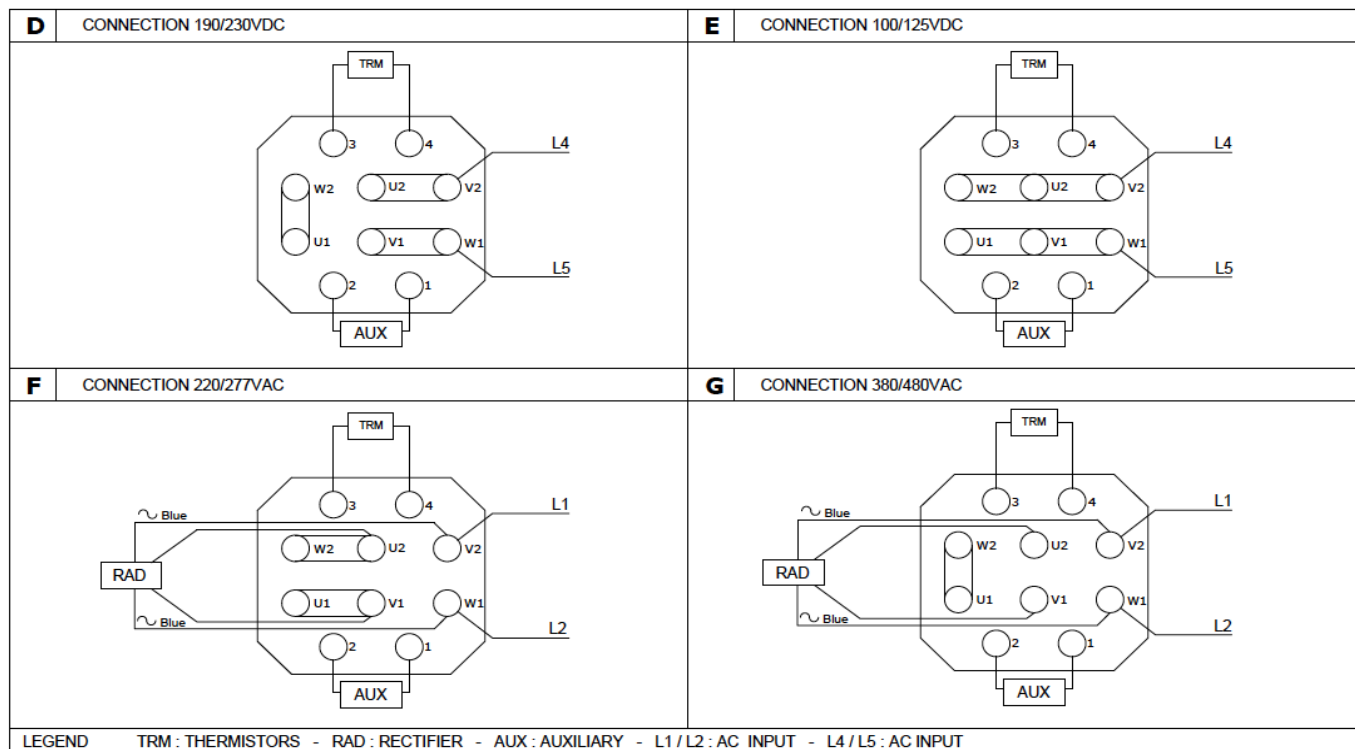 D CONNECTION 190/230VDC
TRM
3 4
L4
W2 U2 V2
U1 V1 W1
L5
2 1
AUX
E CONNECTION 100/125VDC
TRM
3 4
L4
W2 U2 V2
U1 V1 W1
L5
2 1
AUX
F CONNECTION 220/277VAC
TRM
3 4
L1
Blue
W2 U2 V2
RAD
U1 V1 W1
Blue
L2
2 1
AUX
G CONNECTION 380/480VAC
TRM
3 4
L1
Blue
W2 U2 V2
RAD
U1 V1 W1
Blue
L2
2 1
AUX
LEGEND TRM : THERMISTORS - RAD : RECTIFIER - AUX : AUXILIARY - L1 / L2 : AC INPUT - L4 / L5 : AC INPUT